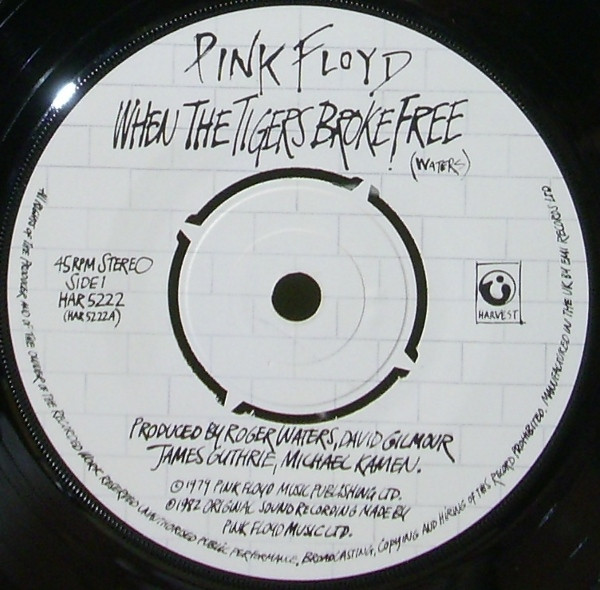 PINK FLOYD
WHEN THE TIGERS BROKE FREE
(WATERS)
45 RPM STEREO
SIDE 1
HAR 5222
(HAR 5222A)
HARVEST
PRODUCED BY ROGER WATERS, DAVID GILMOUR
JAMES GUTHRIE, MICHAEL KAMEN.
℗ 1979 PINK FLOYD MUSIC PUBLISHING LTD.
℗ 1982 ORIGINAL SOUND RECORDING MADE BY
PINK FLOYD MUSIC LTD.
ALL RIGHTS OF THE PRODUCER AND OF THE OWNER OF THE RECORDED WORK RESERVED UNAUTHORISED PUBLIC PERFORMANCE, BROADCASTING, COPYING AND HIRING OF THIS RECORD PROHIBITED. MANUFACTURED IN THE UK BY EMI RECORDS LTD.